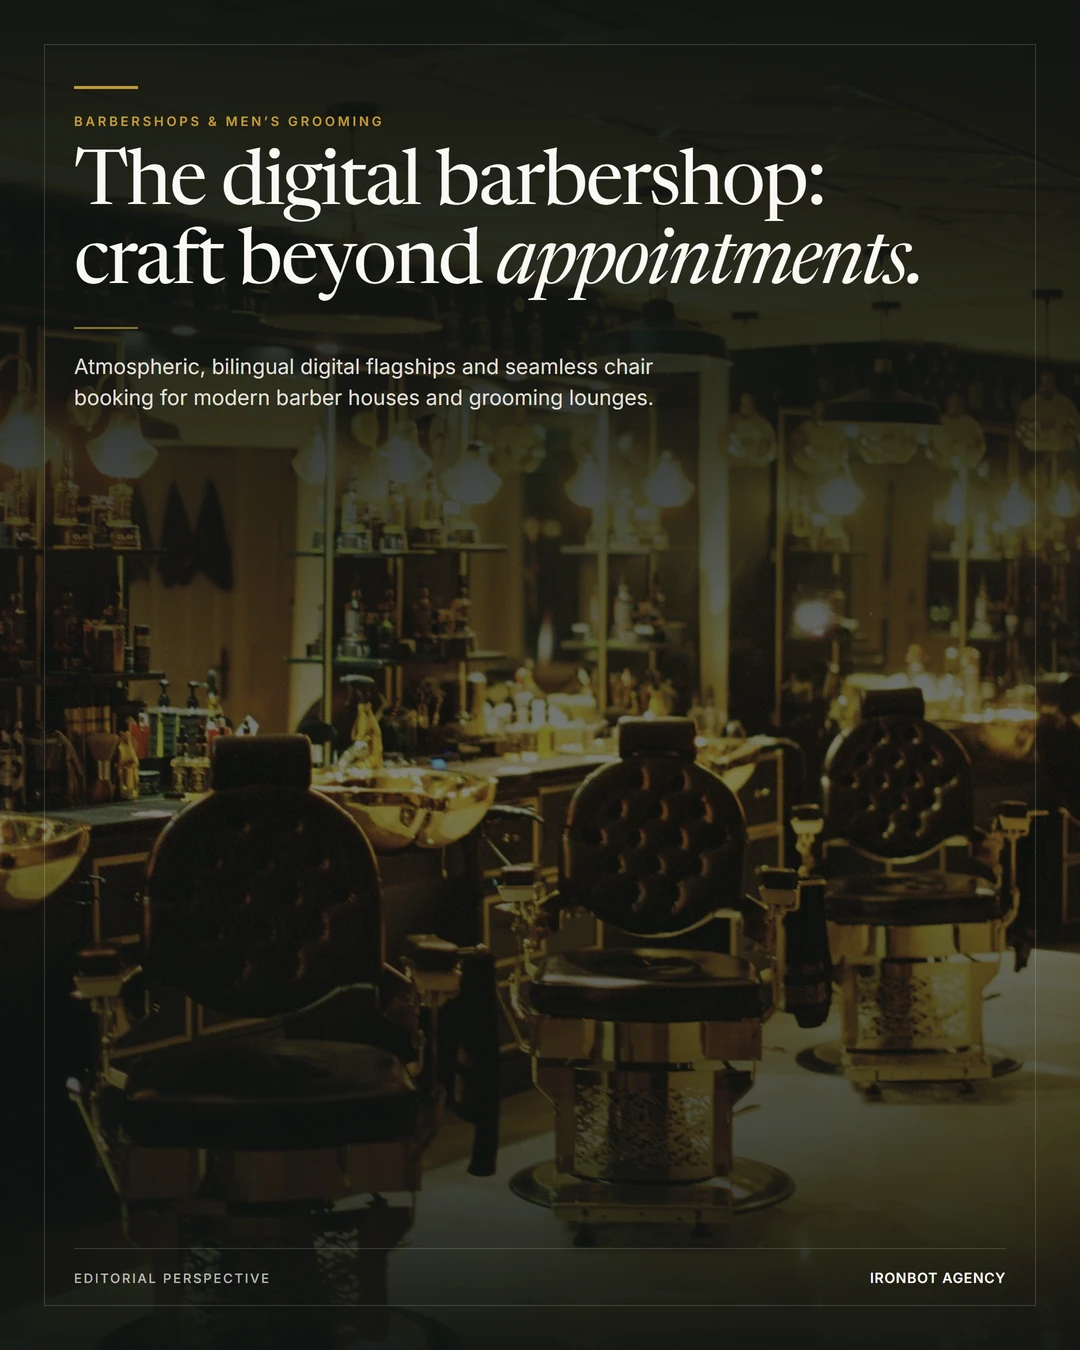 BARBERSHOPS & MEN’S GROOMING
The digital barbershop:
craft beyond appointments.
Atmospheric, bilingual digital flagships and seamless chair
booking for modern barber houses and grooming lounges.
EDITORIAL PERSPECTIVE
IRONBOT AGENCY